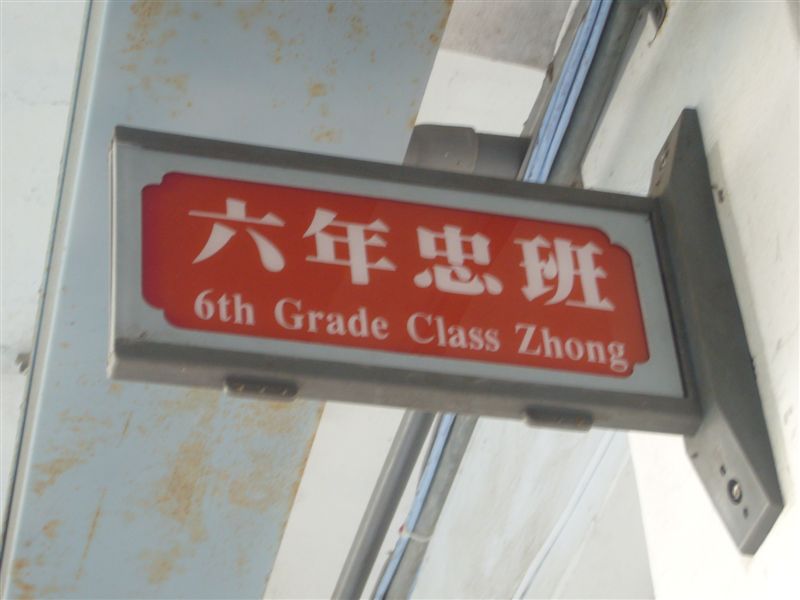 六年忠班
6th Grade Class Zhong